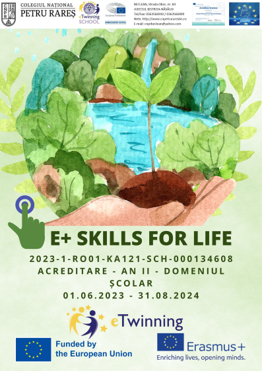 COLEGIUL NAȚIONAL
PETRU RAREȘ
eTwinning
SCHOOL
E+ SKILLS FOR LIFE
2023-1-RO01-KA121-SCH-000134608
ACREDITARE - AN II - DOMENIUL
ȘCOLAR
01.06.2023 - 31.08.2024
eTwinning
Funded by
the European Union
Erasmus+
Enriching lives, opening minds.